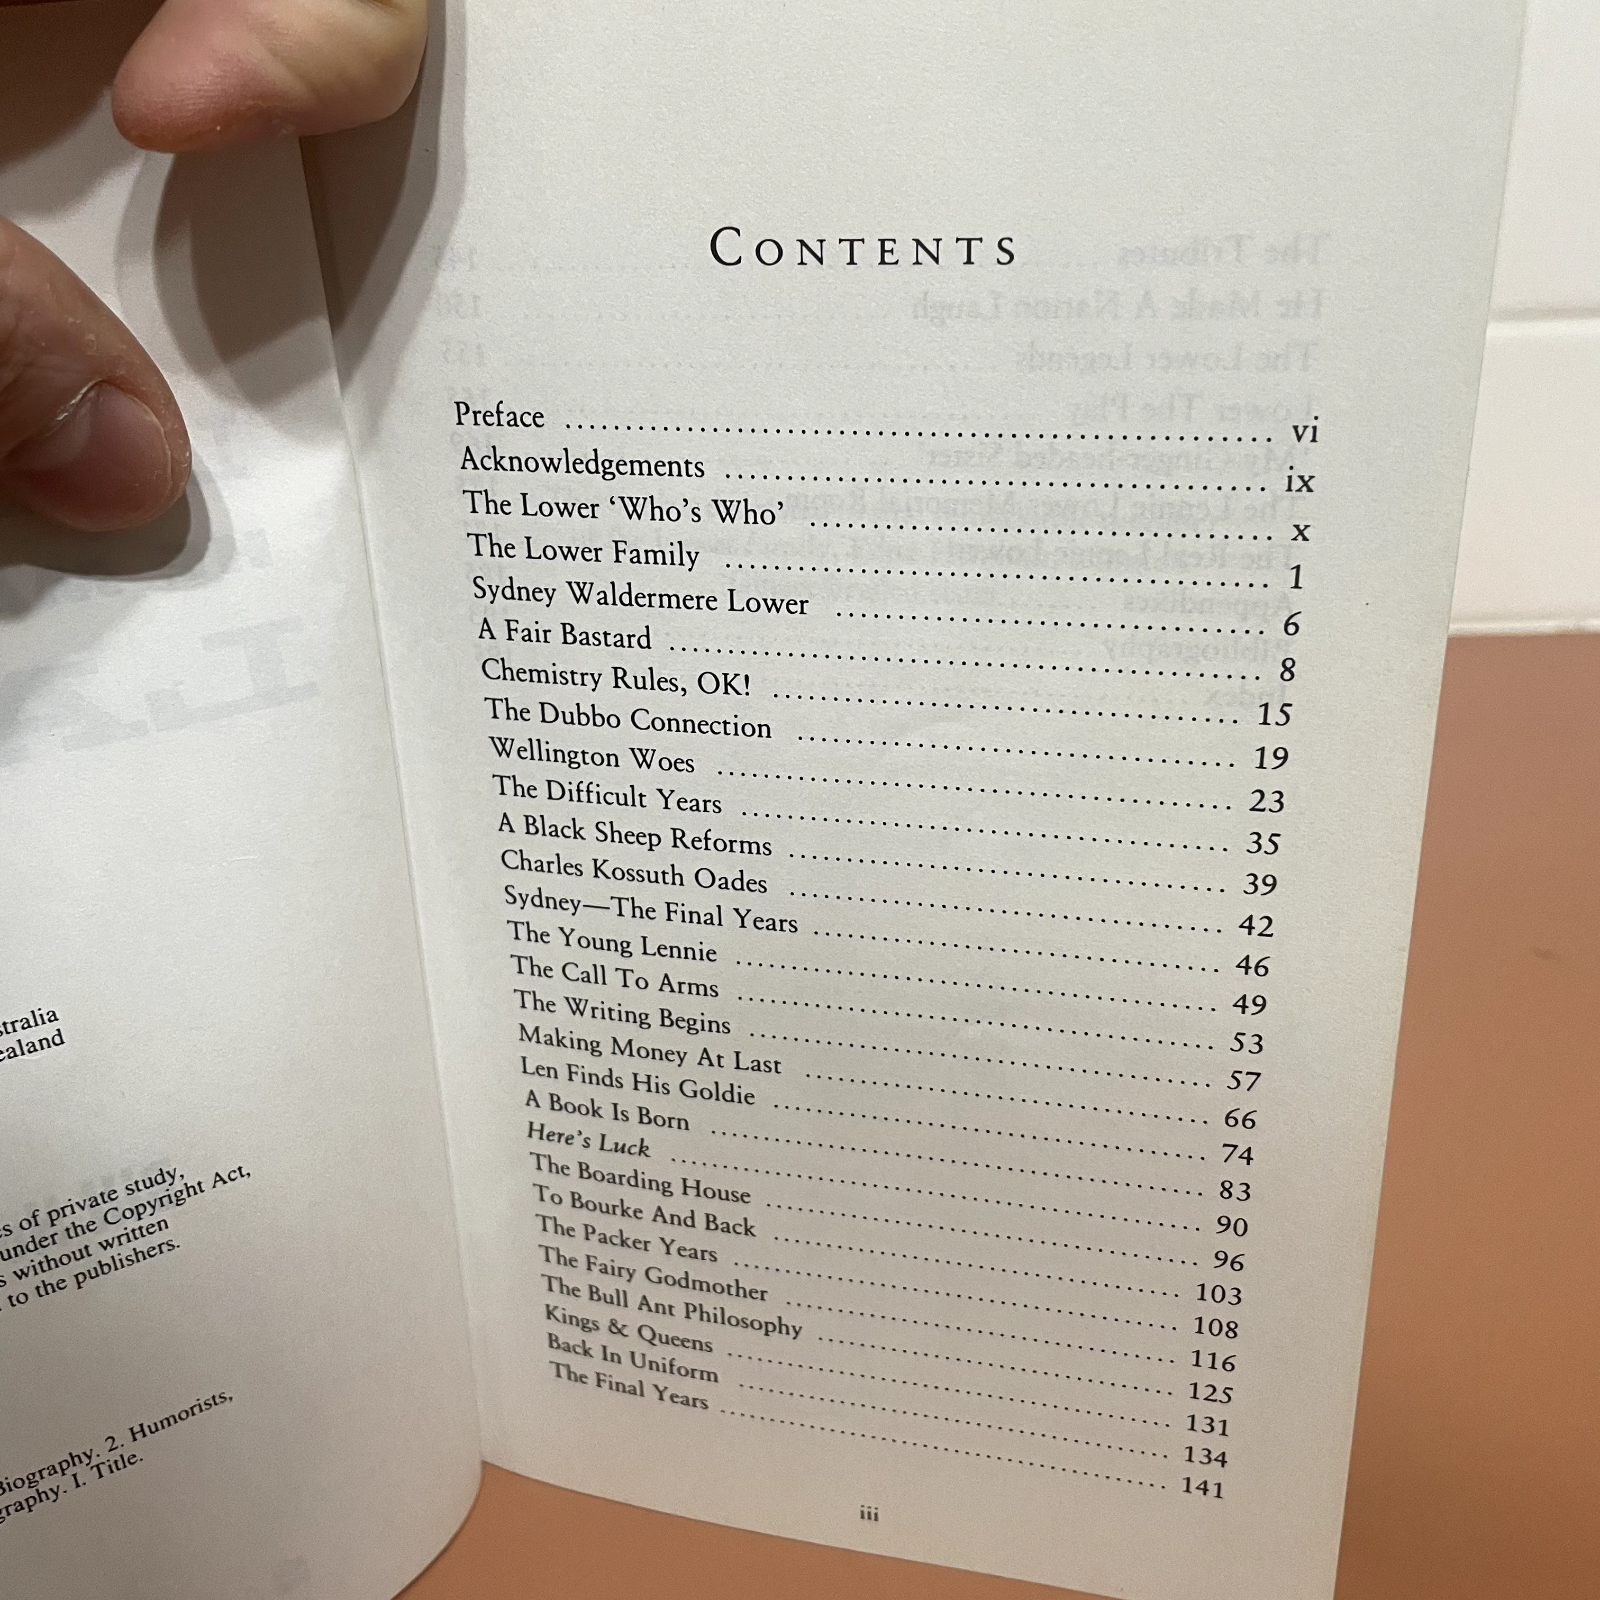 stralia
ealand
s of private study,
under the Copyright Act,
s without written
to the publishers.
Biography. 2. Humorists,
graphy. I. Title.
CONTENTS
Preface ........ vi
Acknowledgements ........ ix
The Lower ‘Who’s Who’ ........ x
The Lower Family ........ 1
Sydney Waldermere Lower ........ 6
A Fair Bastard ........ 8
Chemistry Rules, OK! ........ 15
The Dubbo Connection ........ 19
Wellington Woes ........ 23
The Difficult Years ........ 35
A Black Sheep Reforms ........ 39
Charles Kossuth Oades ........ 42
Sydney—The Final Years ........ 46
The Young Lennie ........ 49
The Call To Arms ........ 53
The Writing Begins ........ 57
Making Money At Last ........ 66
Len Finds His Goldie ........ 74
A Book Is Born ........ 83
Here’s Luck ........ 90
The Boarding House ........ 96
To Bourke And Back ........ 103
The Packer Years ........ 108
The Fairy Godmother ........ 116
The Bull Ant Philosophy ........ 125
Kings & Queens ........ 131
Back In Uniform ........ 134
The Final Years ........ 141
iii